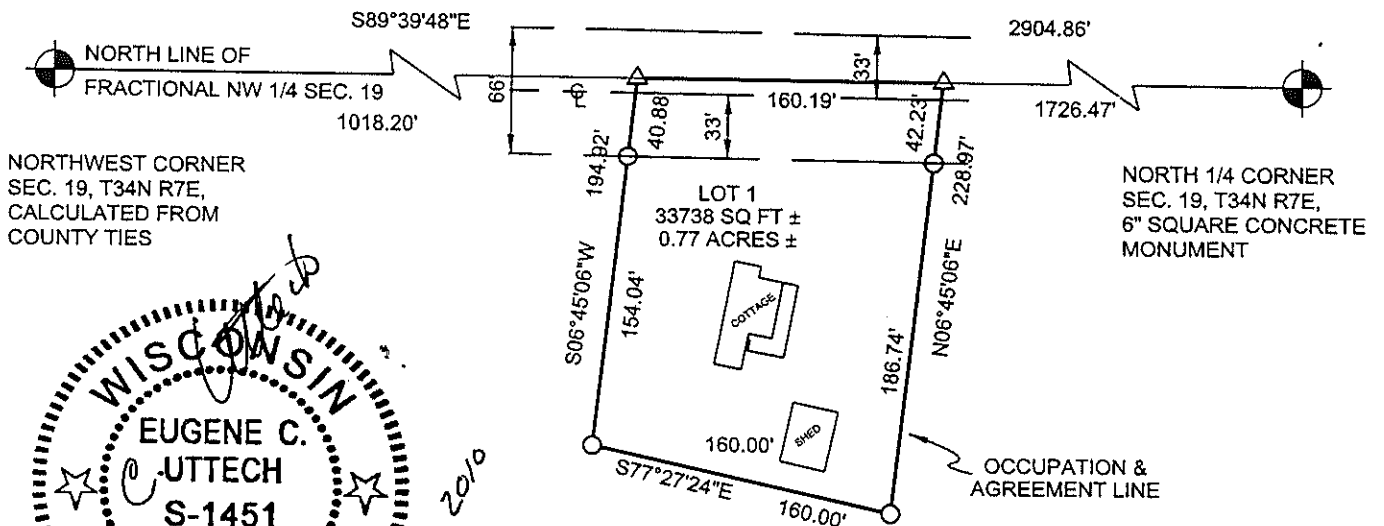 S89°39'48"E
2904.86'
NORTH LINE OF
FRACTIONAL NW 1/4 SEC. 19
1018.20'
66'
33'
160.19'
33'
1726.47'
40.88'
42.23'
194.92'
228.97'
NORTHWEST CORNER
SEC. 19, T34N R7E,
CALCULATED FROM
COUNTY TIES
NORTH 1/4 CORNER
SEC. 19, T34N R7E,
6" SQUARE CONCRETE
MONUMENT
LOT 1
33738 SQ FT ±
0.77 ACRES ±
S06°45'06"W
154.04'
COTTAGE
N06°45'06"E
186.74'
SHED
160.00'
S77°27'24"E
160.00'
OCCUPATION &
AGREEMENT LINE
WISCONSIN
EUGENE C.
UTTECH
S-1451
2010